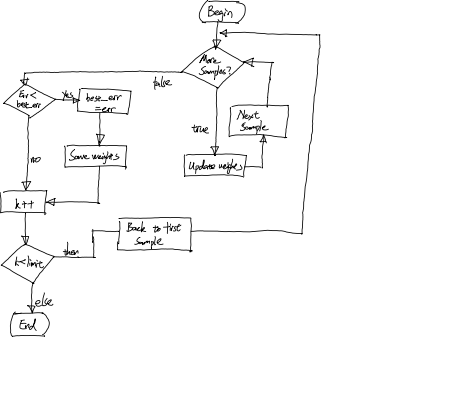 Begin
More
Samples?
false
Err <
best_err
yes
best_err
=err
Next
Sample
true
no
Save weights
Update weights
k++
Back to first
Sample
then
k<limit
else
End